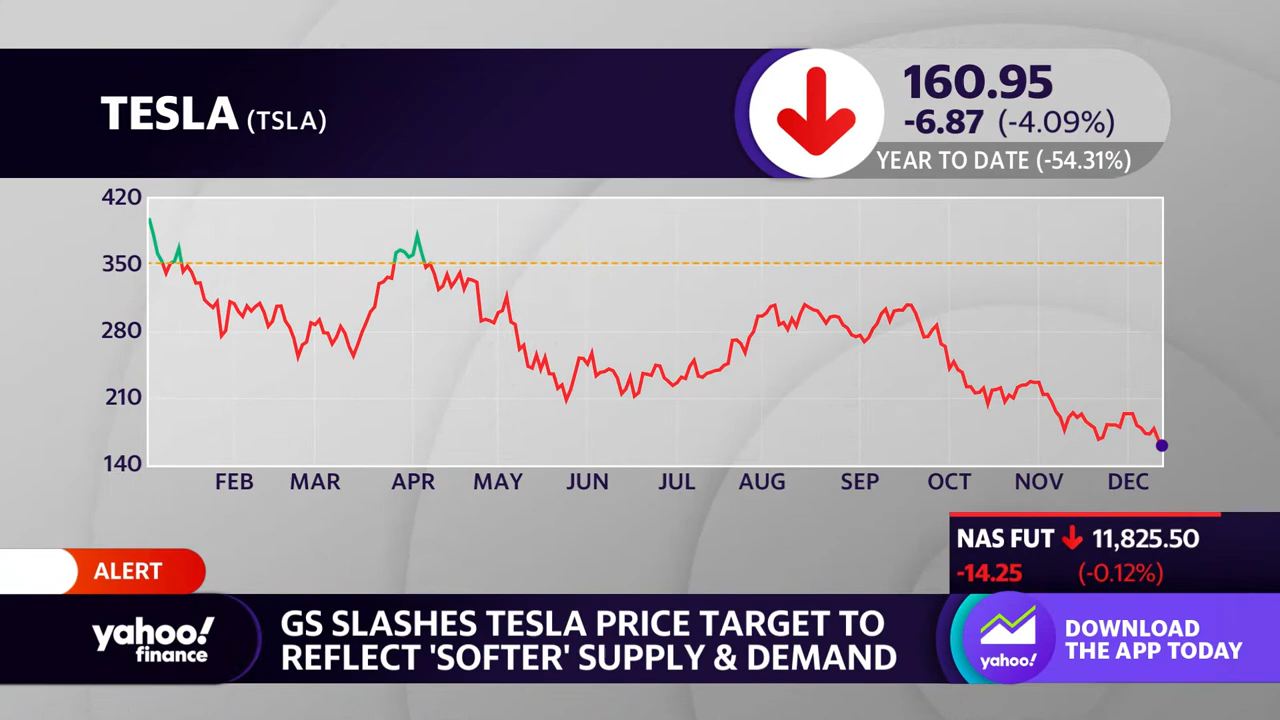 TESLA (TSLA)
160.95
-6.87 (-4.09%)
YEAR TO DATE (-54.31%)
420
350
280
210
140
FEB MAR APR MAY JUN JUL AUG SEP OCT NOV DEC
NAS FUT 11,825.50
-14.25 (-0.12%)
ALERT
yahoo!
finance
GS SLASHES TESLA PRICE TARGET TO
REFLECT 'SOFTER' SUPPLY & DEMAND
yahoo!
DOWNLOAD
THE APP TODAY